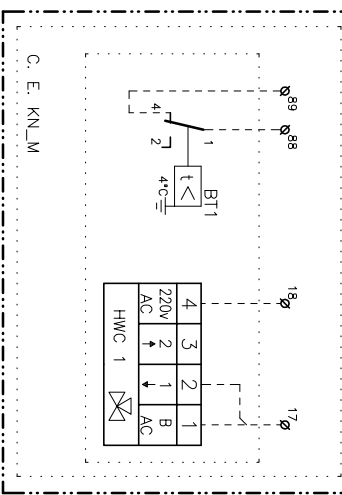 89 88 18 17
BT1
1
t <
4 2
4°C
4 3 2 1
220v 2 1 B
AC AC
HWC 1
C. E. KN_M